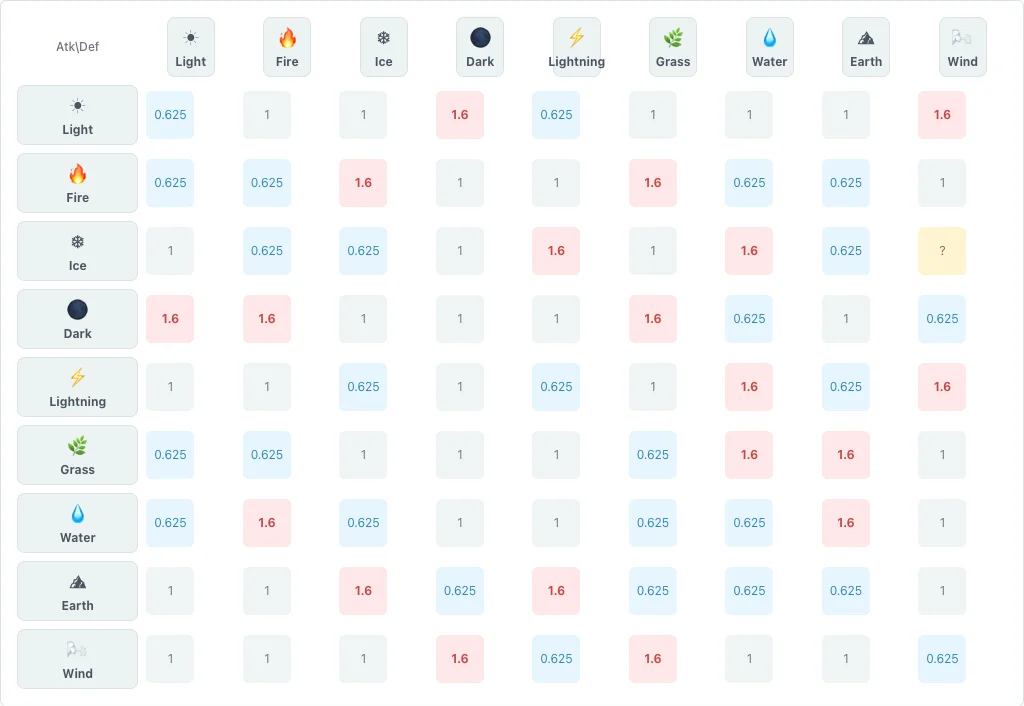 Atk\Def Light Fire Ice Dark Lightning Grass Water Earth Wind
Light 0.625 1 1 1.6 0.625 1 1 1 1.6
Fire 0.625 0.625 1.6 1 1 1.6 0.625 0.625 1
Ice 1 0.625 0.625 1 1.6 1 1.6 0.625 ?
Dark 1.6 1.6 1 1 1 1.6 0.625 1 0.625
Lightning 1 1 0.625 1 0.625 1 1.6 0.625 1.6
Grass 0.625 0.625 1 1 1 0.625 1.6 1.6 1
Water 0.625 1.6 0.625 1 1 0.625 0.625 1.6 1
Earth 1 1 1.6 0.625 1.6 0.625 0.625 0.625 1
Wind 1 1 1 1.6 0.625 1.6 1 1 0.625